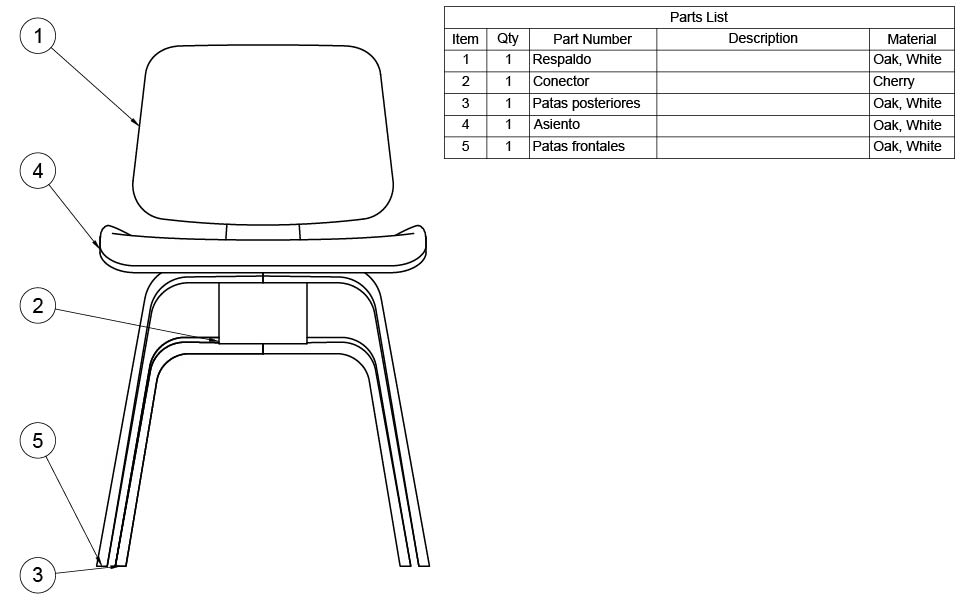 1
4
2
5
3
Parts List
Item Qty Part Number Description Material
1 1 Respaldo Oak, White
2 1 Conector Cherry
3 1 Patas posteriores Oak, White
4 1 Asiento Oak, White
5 1 Patas frontales Oak, White